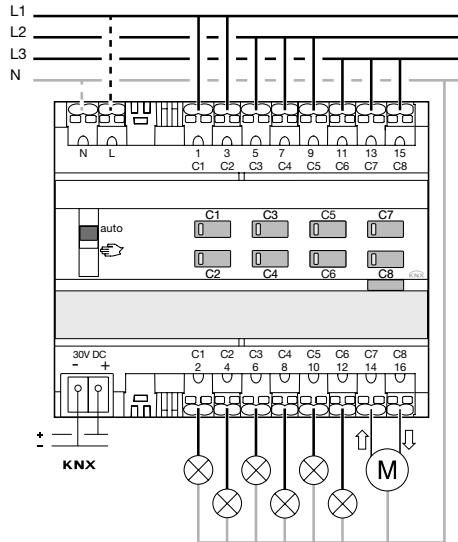 L1
L2
L3
N
N L 1 3 5 7 9 11 13 15
C1 C2 C3 C4 C5 C6 C7 C8
auto
C1 C3 C5 C7
C2 C4 C6 C8
KNX
30V DC
- +
C1 C2 C3 C4 C5 C6 C7 C8
2 4 6 8 10 12 14 16
+
-
KNX
M